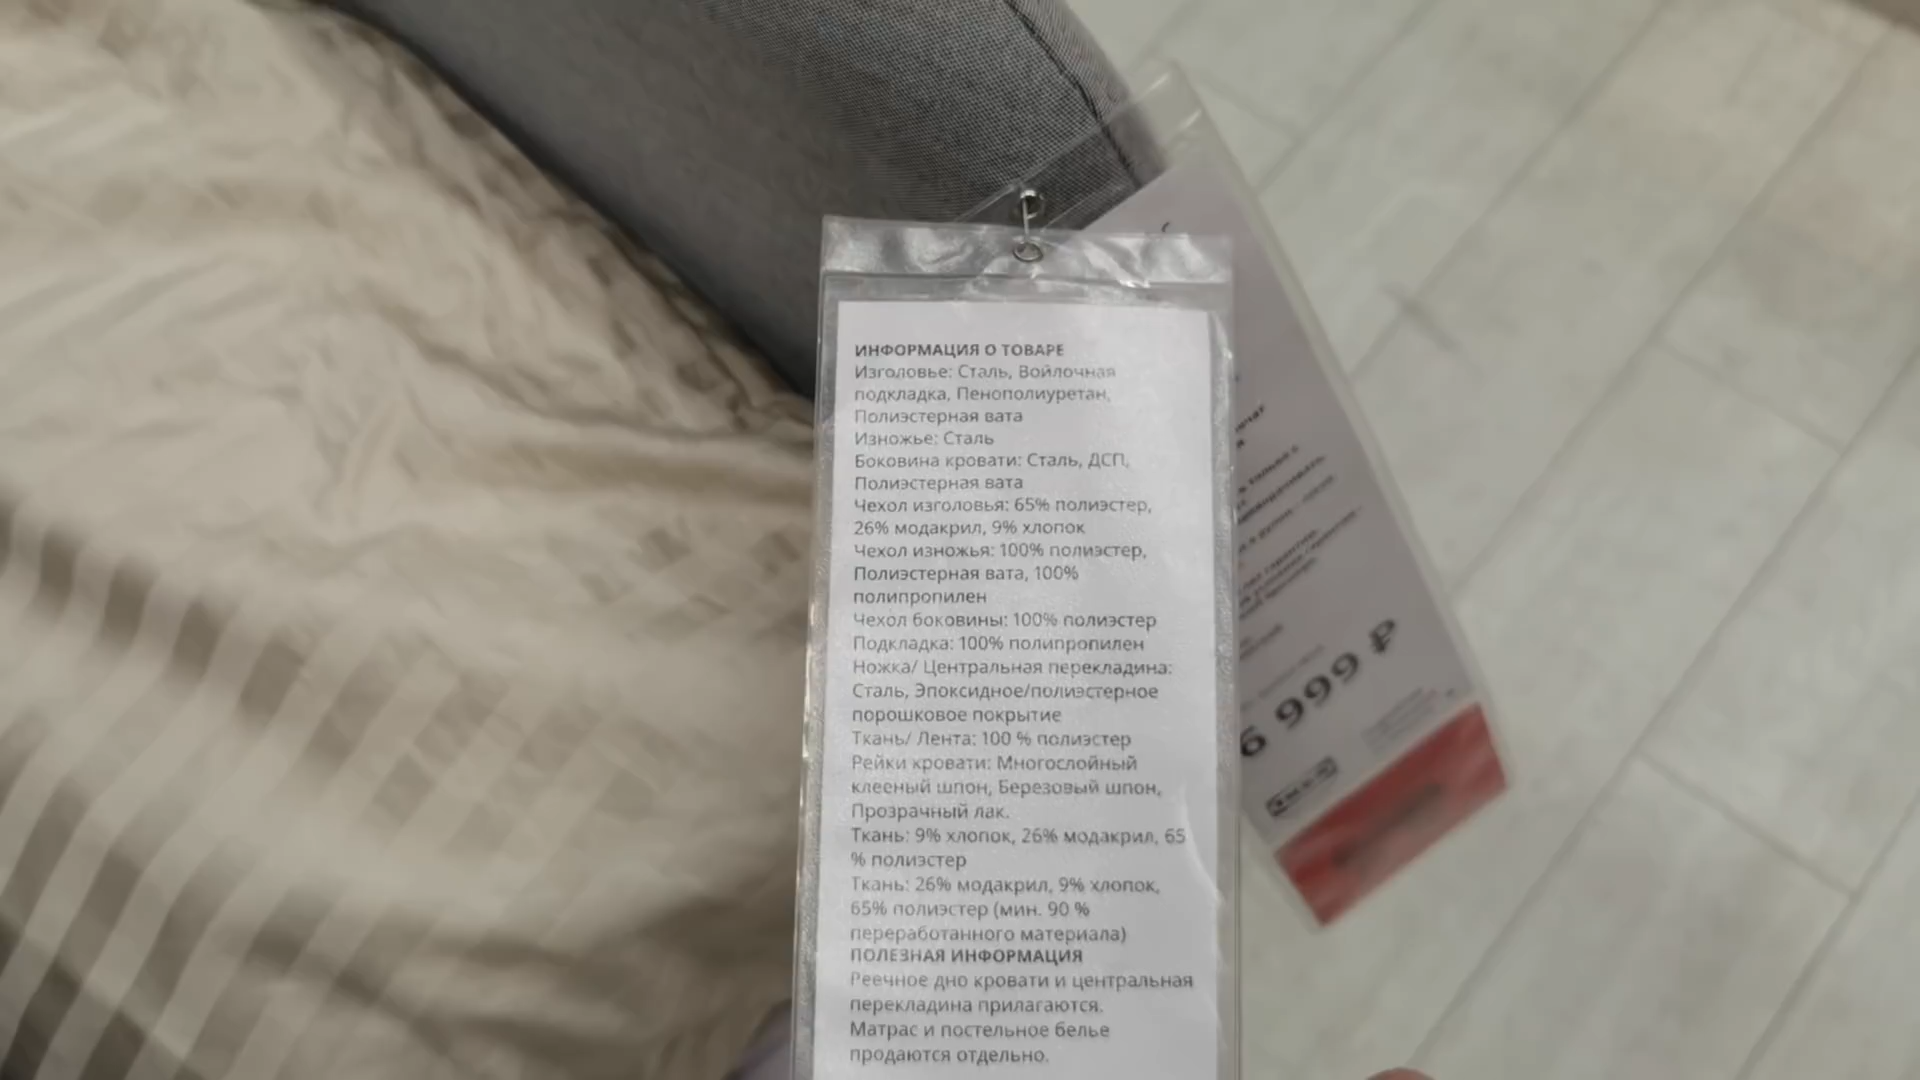 ИНФОРМАЦИЯ О ТОВАРЕ
Изголовье: Сталь, Войлочная
подкладка, Пенополиуретан,
Полиэстерная вата
Изножье: Сталь
Боковина кровати: Сталь, ДСП,
Полиэстерная вата
Чехол изголовья: 65% полиэстер,
26% модакрил, 9% хлопок
Чехол изножья: 100% полиэстер,
Полиэстерная вата, 100%
полипропилен
Чехол боковины: 100% полиэстер
Подкладка: 100% полипропилен
Ножка/ Центральная перекладина:
Сталь, Эпоксидное/полиэстерное
порошковое покрытие
Ткань/ Лента: 100 % полиэстер
Рейки кровати: Многослойный
клееный шпон, Березовый шпон,
Прозрачный лак.
Ткань: 9% хлопок, 26% модакрил, 65
% полиэстер
Ткань: 26% модакрил, 9% хлопок,
65% полиэстер (мин. 90 %
переработанного материала)
ПОЛЕЗНАЯ ИНФОРМАЦИЯ
Реечное дно кровати и центральная
перекладина прилагаются.
Матрас и постельное белье
продаются отдельно.
6 999 ₽